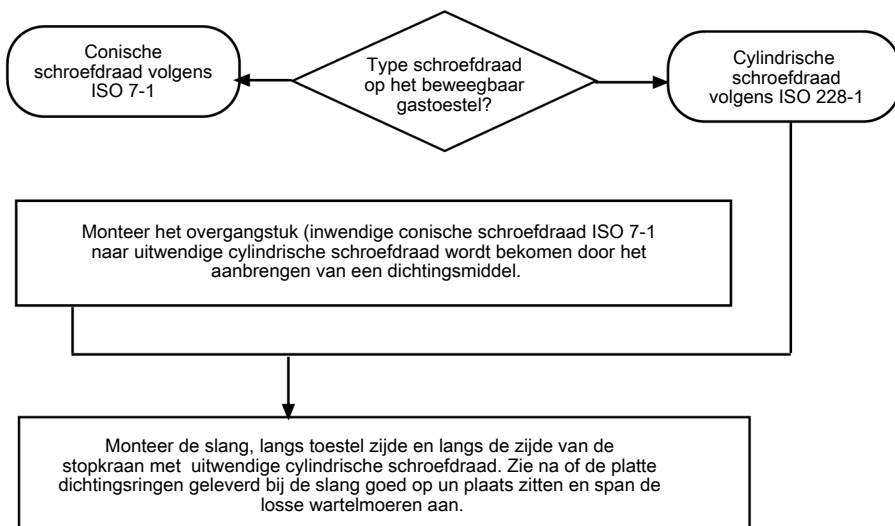 Conische
schroefdraad volgens
ISO 7-1
Type schroefdraad
op het beweegbaar
gastoestel?
Cylindrische
schroefdraad
volgens ISO 228-1
Monteer het overgangstuk (inwendige conische schroefdraad ISO 7-1
naar uitwendige cylindrische schroefdraad wordt bekomen door het
aanbrengen van een dichtingsmiddel.
Monteer de slang, langs toestel zijde en langs de zijde van de
stopkraan met uitwendige cylindrische schroefdraad. Zie na of de platte
dichtingsringen geleverd bij de slang goed op un plaats zitten en span de
losse wartelmoeren aan.